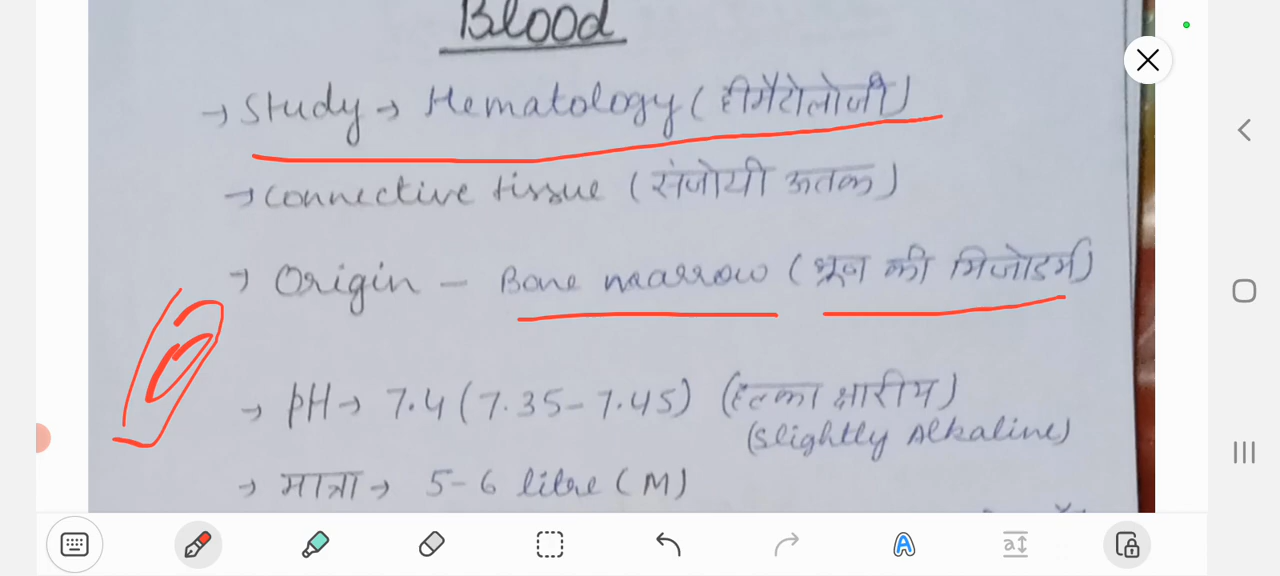 Blood
→ Study → Hematology (हीमैटोलोजी)
→ Connective tissue (संजोयी ऊतक)
→ Origin – Bone marrow (भ्रूण की मिजोडर्म)
→ pH → 7.4 (7.35-7.45) (हल्का क्षारीय)
(Slightly Alkaline)
→ मात्रा → 5-6 litre (M)